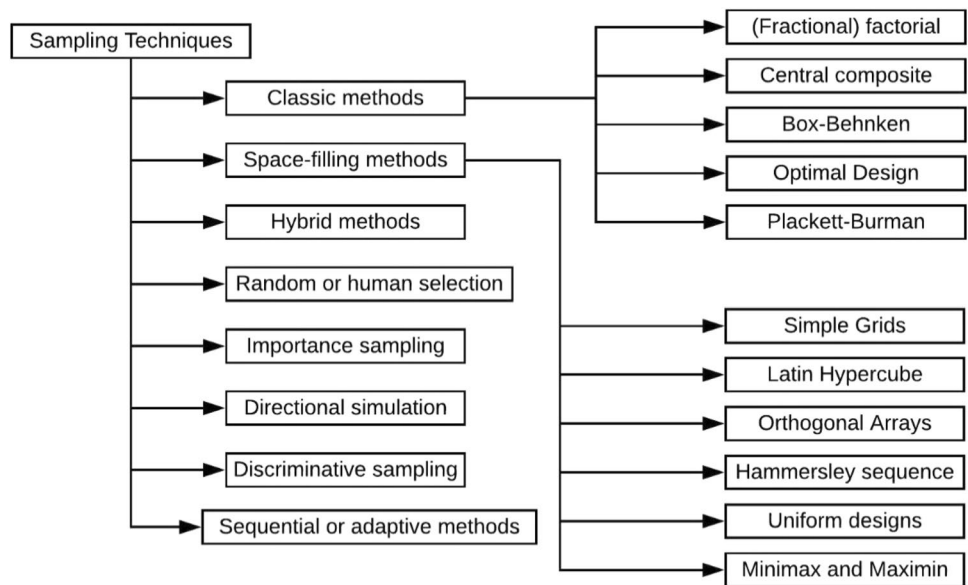 Sampling Techniques
Classic methods
Space-filling methods
Hybrid methods
Random or human selection
Importance sampling
Directional simulation
Discriminative sampling
Sequential or adaptive methods
(Fractional) factorial
Central composite
Box-Behnken
Optimal Design
Plackett-Burman
Simple Grids
Latin Hypercube
Orthogonal Arrays
Hammersley sequence
Uniform designs
Minimax and Maximin